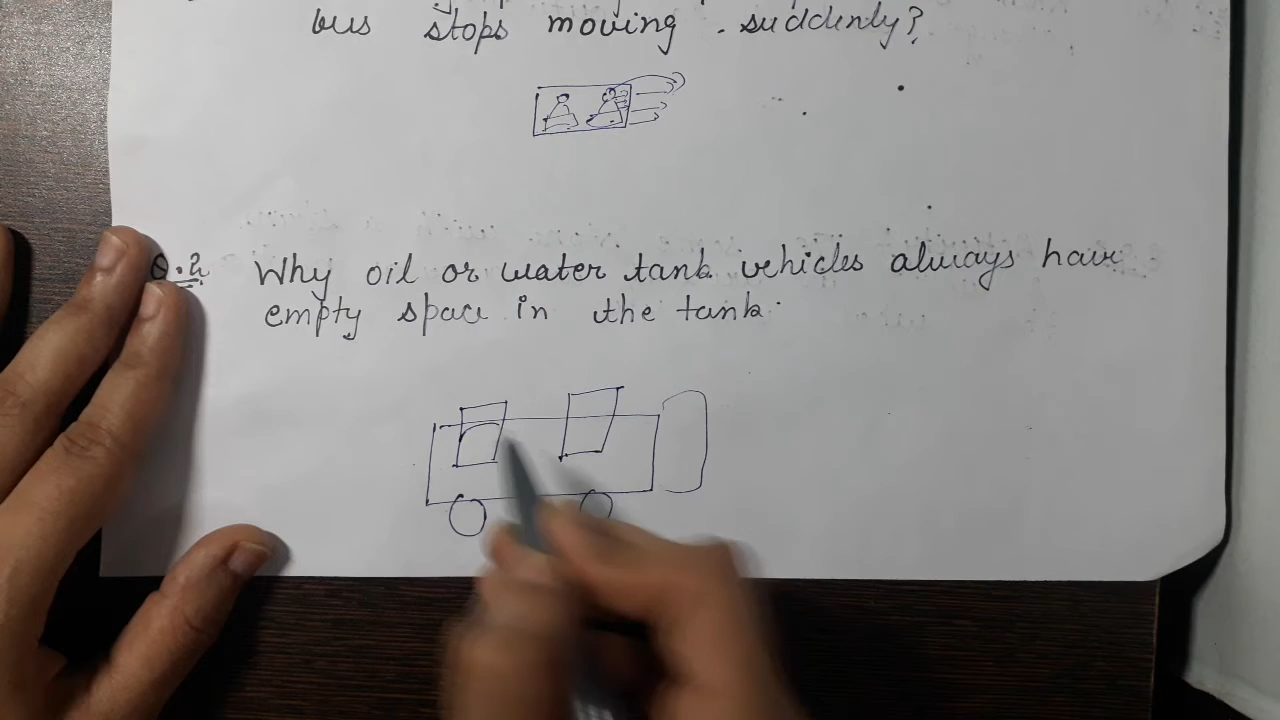 bus stops moving . suddenly?
Q.2 Why oil or water tank vehicles always have
empty space in the tank.